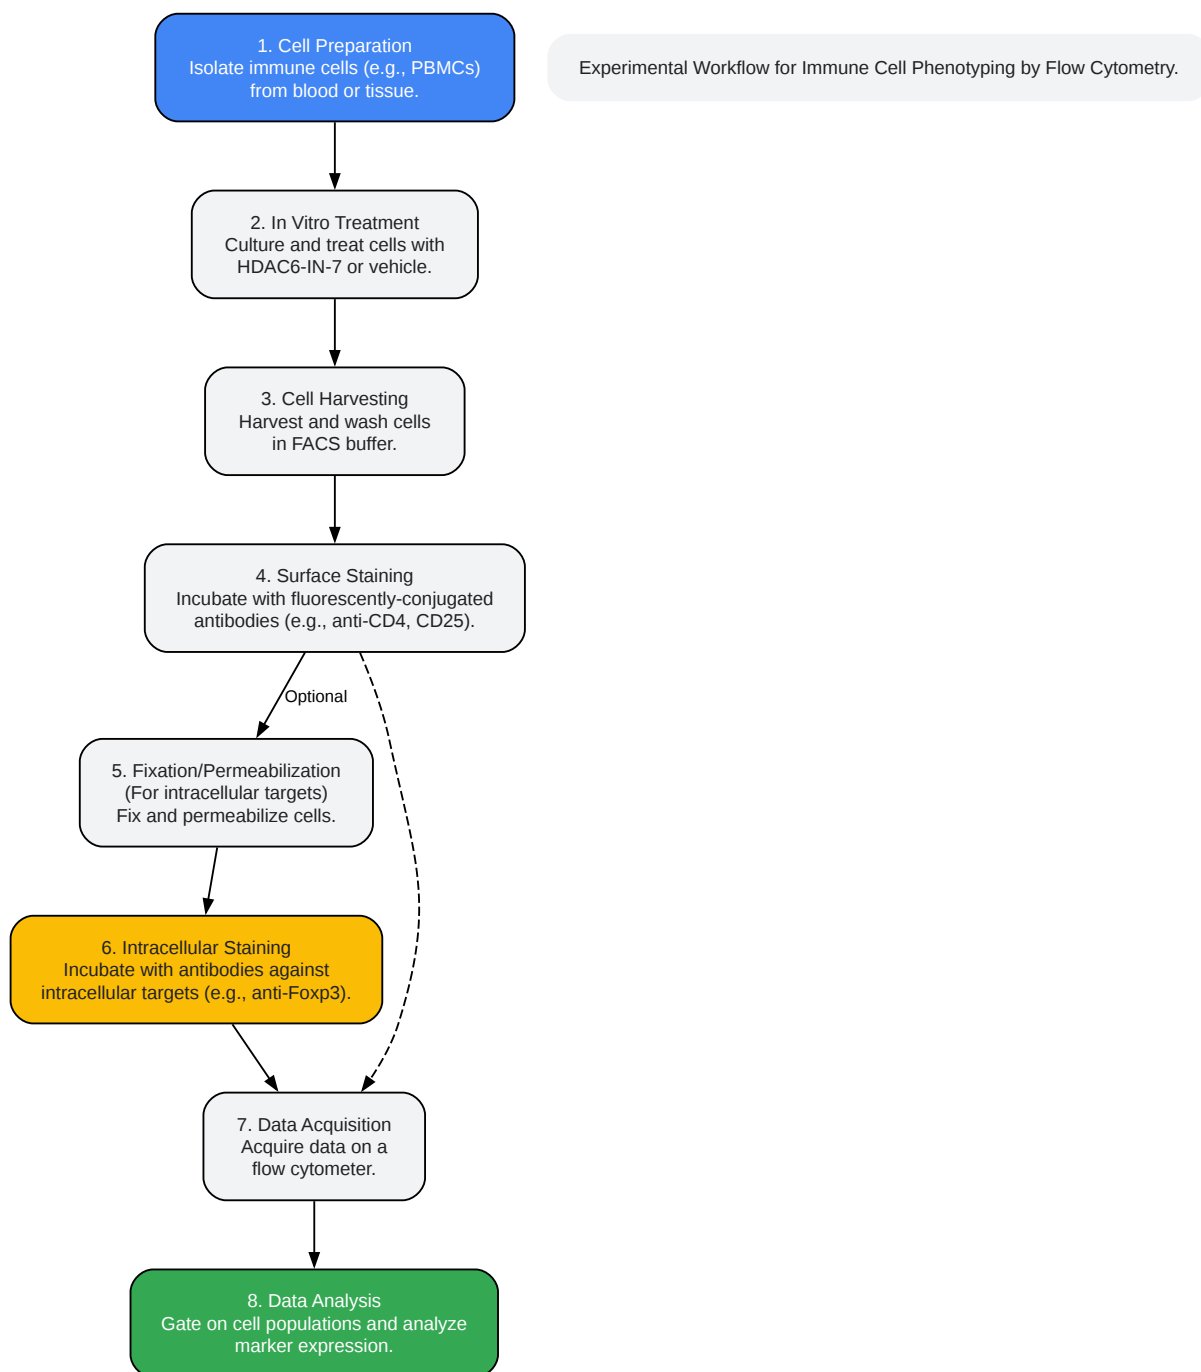 1. Cell Preparation
Isolate immune cells (e.g., PBMCs)
from blood or tissue.
Experimental Workflow for Immune Cell Phenotyping by Flow Cytometry.
2. In Vitro Treatment
Culture and treat cells with
HDAC6-IN-7 or vehicle.
3. Cell Harvesting
Harvest and wash cells
in FACS buffer.
4. Surface Staining
Incubate with fluorescently-conjugated
antibodies (e.g., anti-CD4, CD25).
Optional
5. Fixation/Permeabilization
(For intracellular targets)
Fix and permeabilize cells.
6. Intracellular Staining
Incubate with antibodies against
intracellular targets (e.g., anti-Foxp3).
7. Data Acquisition
Acquire data on a
flow cytometer.
8. Data Analysis
Gate on cell populations and analyze
marker expression.